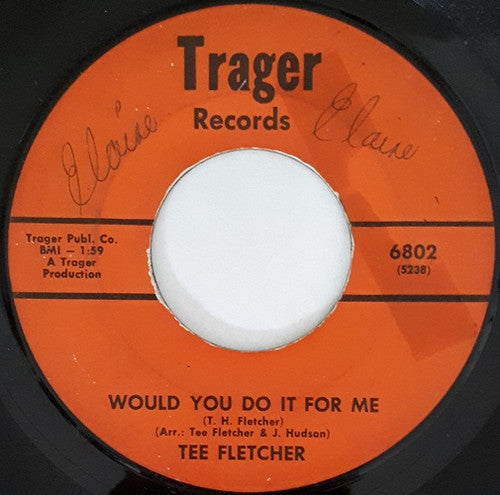 Trager
Records
Elaine
Elaine
Trager Publ. Co.
BMI — 1:59
A Trager
Production
6802
(5238)
WOULD YOU DO IT FOR ME
(T. H. Fletcher)
(Arr.: Tee Fletcher & J. Hudson)
TEE FLETCHER